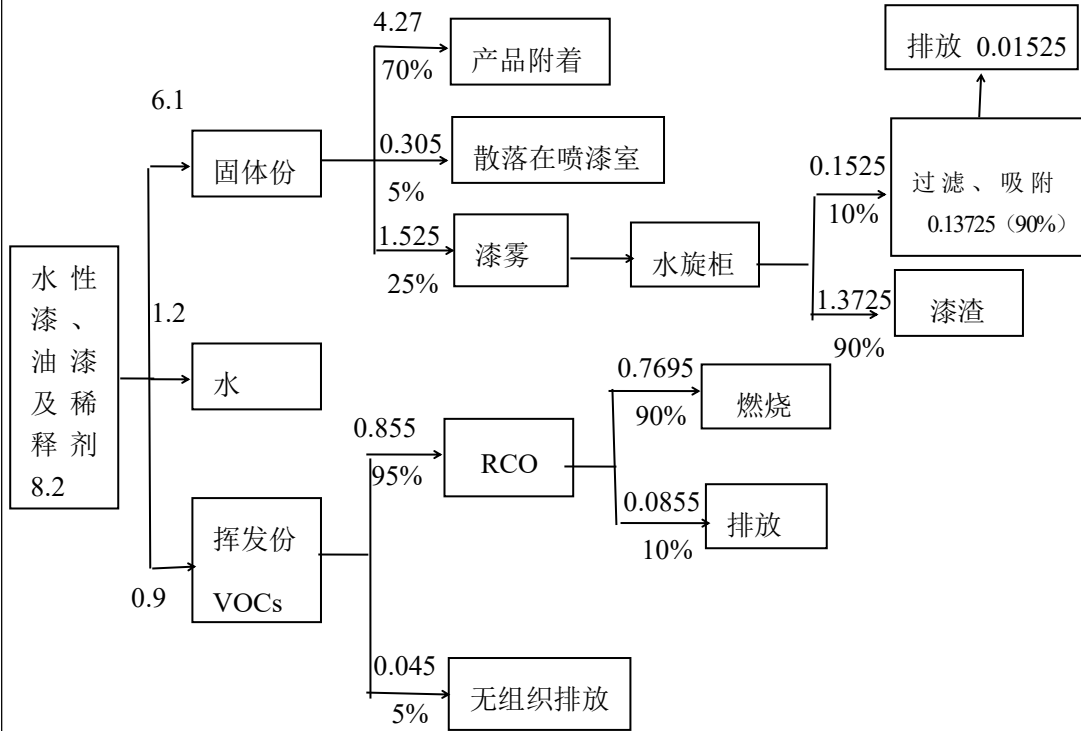 4.27
70%
产品附着
排放 0.01525
6.1
固体份
0.305
5%
散落在喷漆室
0.1525
10%
过滤、吸附
0.13725（90%）
1.525
25%
漆雾
水旋柜
1.3725
90%
漆渣
水性
漆、
油漆
及稀
释剂
8.2
1.2
水
0.7695
90%
燃烧
0.855
95%
RCO
0.0855
10%
排放
0.9
挥发份
VOCs
0.045
5%
无组织排放